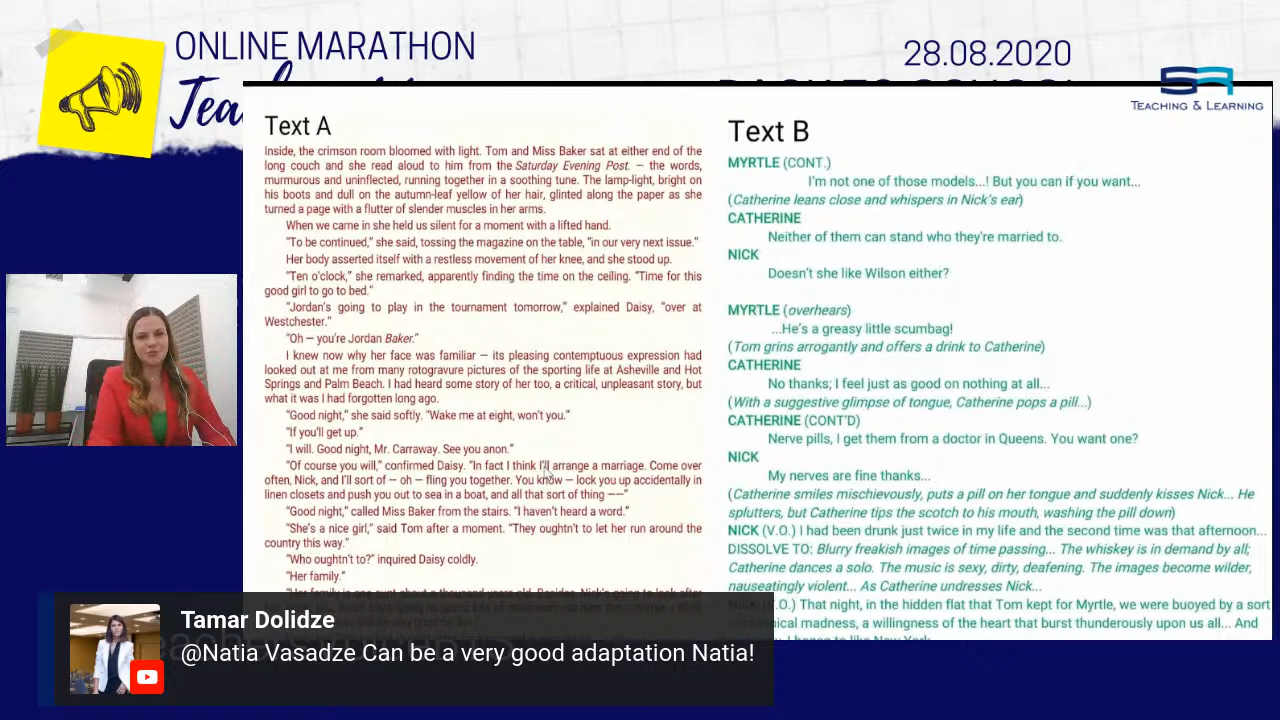 ONLINE MARATHON
28.08.2020
TEACHING & LEARNING
Text A
Inside, the crimson room bloomed with light. Tom and Miss Baker sat at either end of the
long couch and she read aloud to him from the Saturday Evening Post. — the words,
murmurous and uninflected, running together in a soothing tune. The lamp-light, bright on
his boots and dull on the autumn-leaf yellow of her hair, glinted along the paper as she
turned a page with a flutter of slender muscles in her arms.
When we came in she held us silent for a moment with a lifted hand.
“To be continued,” she said, tossing the magazine on the table, “in our very next issue.”
Her body asserted itself with a restless movement of her knee, and she stood up.
“Ten o’clock,” she remarked, apparently finding the time on the ceiling. “Time for this
good girl to go to bed.”
“Jordan’s going to play in the tournament tomorrow,” explained Daisy, “over at
Westchester.”
“Oh — you’re Jordan Baker.”
I knew now why her face was familiar — its pleasing contemptuous expression had
looked out at me from many rotogravure pictures of the sporting life at Asheville and Hot
Springs and Palm Beach. I had heard some story of her too, a critical, unpleasant story, but
what it was I had forgotten long ago.
“Good night,” she said softly. “Wake me at eight, won’t you.”
“If you’ll get up.”
“I will. Good night, Mr. Carraway. See you anon.”
“Of course you will,” confirmed Daisy. “In fact I think I’ll arrange a marriage. Come over
often, Nick, and I’ll sort of — oh — fling you together. You know — lock you up accidentally in
linen closets and push you out to sea in a boat, and all that sort of thing ——”
“Good night,” called Miss Baker from the stairs. “I haven’t heard a word.”
“She’s a nice girl,” said Tom after a moment. “They oughtn’t to let her run around the
country this way.”
“Who oughtn’t to?” inquired Daisy coldly.
“Her family.”
Text B
MYRTLE (CONT.)
I’m not one of those models...! But you can if you want...
(Catherine leans close and whispers in Nick’s ear)
CATHERINE
Neither of them can stand who they’re married to.
NICK
Doesn’t she like Wilson either?
MYRTLE (overhears)
...He’s a greasy little scumbag!
(Tom grins arrogantly and offers a drink to Catherine)
CATHERINE
No thanks; I feel just as good on nothing at all...
(With a suggestive glimpse of tongue, Catherine pops a pill...)
CATHERINE (CONT’D)
Nerve pills, I get them from a doctor in Queens. You want one?
NICK
My nerves are fine thanks...
(Catherine smiles mischievously, puts a pill on her tongue and suddenly kisses Nick... He
splutters, but Catherine tips the scotch to his mouth, washing the pill down)
NICK (V.O.) I had been drunk just twice in my life and the second time was that afternoon...
DISSOLVE TO: Blurry freakish images of time passing... The whiskey is in demand by all;
Catherine dances a solo. The music is sexy, dirty, deafening. The images become wilder,
nauseatingly violent... As Catherine undresses Nick...
That night, in the hidden flat that Tom kept for Myrtle, we were buoyed by a sort
madness, a willingness of the heart that burst thunderously upon us all... And
Tamar Dolidze
@Natia Vasadze Can be a very good adaptation Natia!